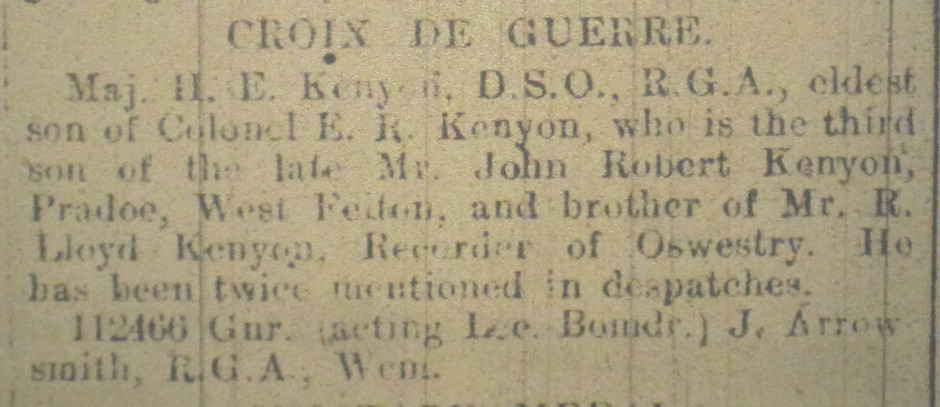 CROIX DE GUERRE.
Maj. H. E. Kenyon, D.S.O., R.G.A., eldest
son of Colonel E. R. Kenyon, who is the third
son of the late Mr. John Robert Kenyon,
Pradoe, West Felton, and brother of Mr. R.
Lloyd Kenyon, Recorder of Oswestry. He
has been twice mentioned in despatches.
112466 Gnr. (acting Lce. Bomdr.) J. Arrow-
smith, R.G.A., Wem.